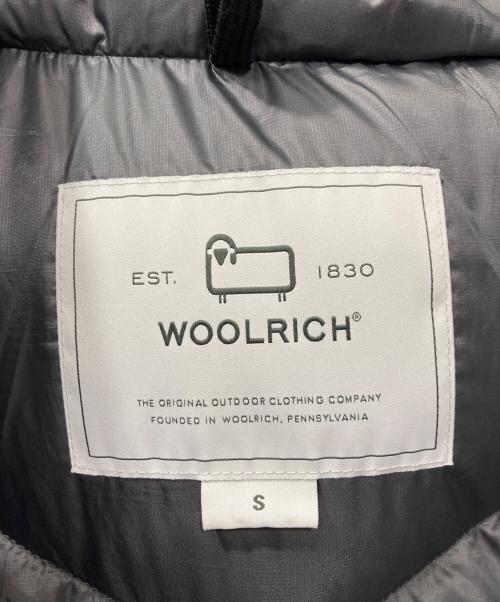 EST. 1830
WOOLRICH®
THE ORIGINAL OUTDOOR CLOTHING COMPANY
FOUNDED IN WOOLRICH, PENNSYLVANIA
S